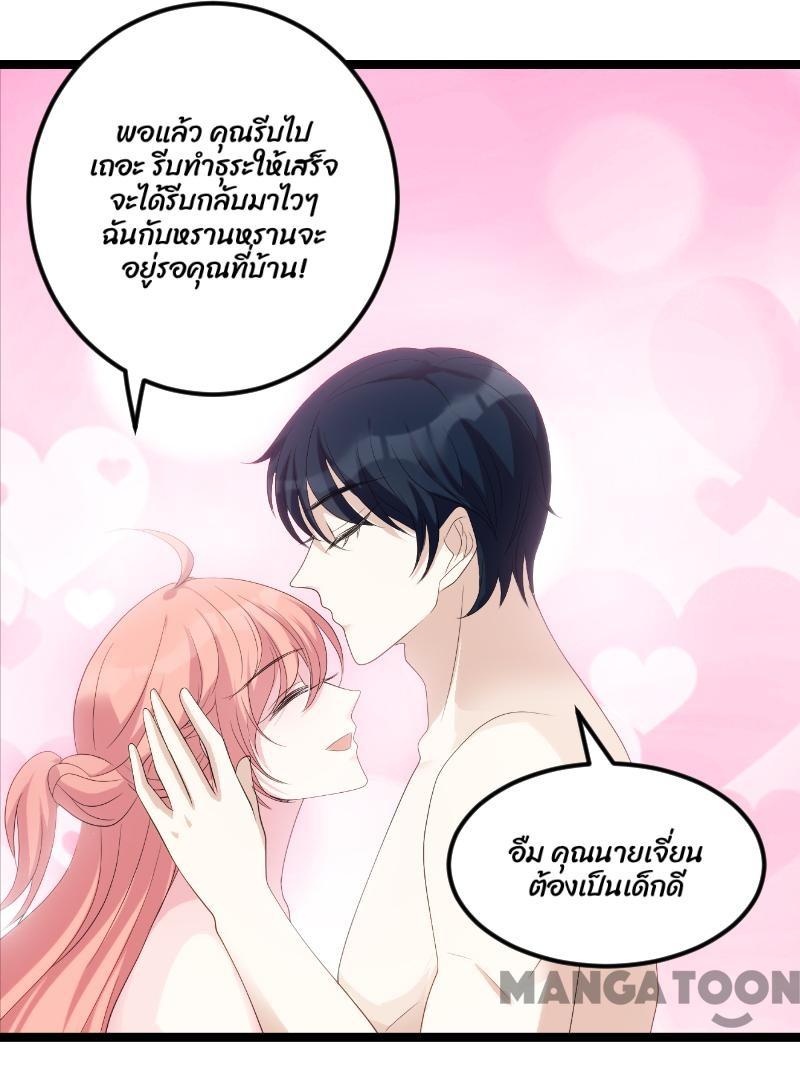 พอแล้ว คุณรีบไป
เถอะ รีบทำธุระให้เสร็จ
จะได้รีบกลับมาไวๆ
ฉันกับหรานหรานจะ
อยู่รอคุณที่บ้าน!
อืม คุณนายเจี่ยน
ต้องเป็นเด็กดี
MANGATOON